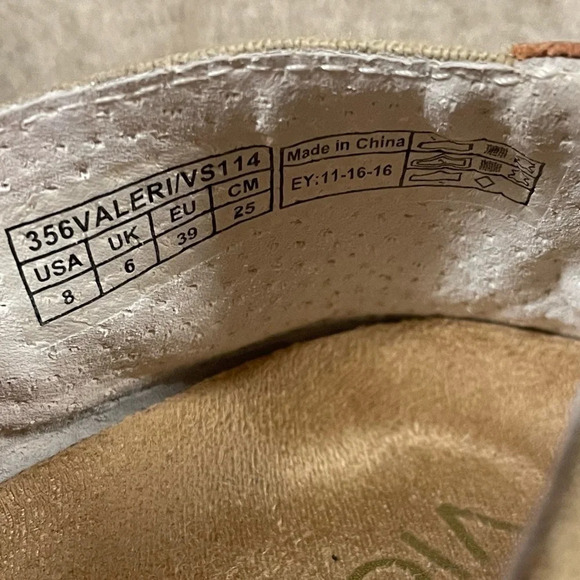 356VALERI/VS114
USA UK EU CM
8 6 39 25
Made in China
EY:11-16-16